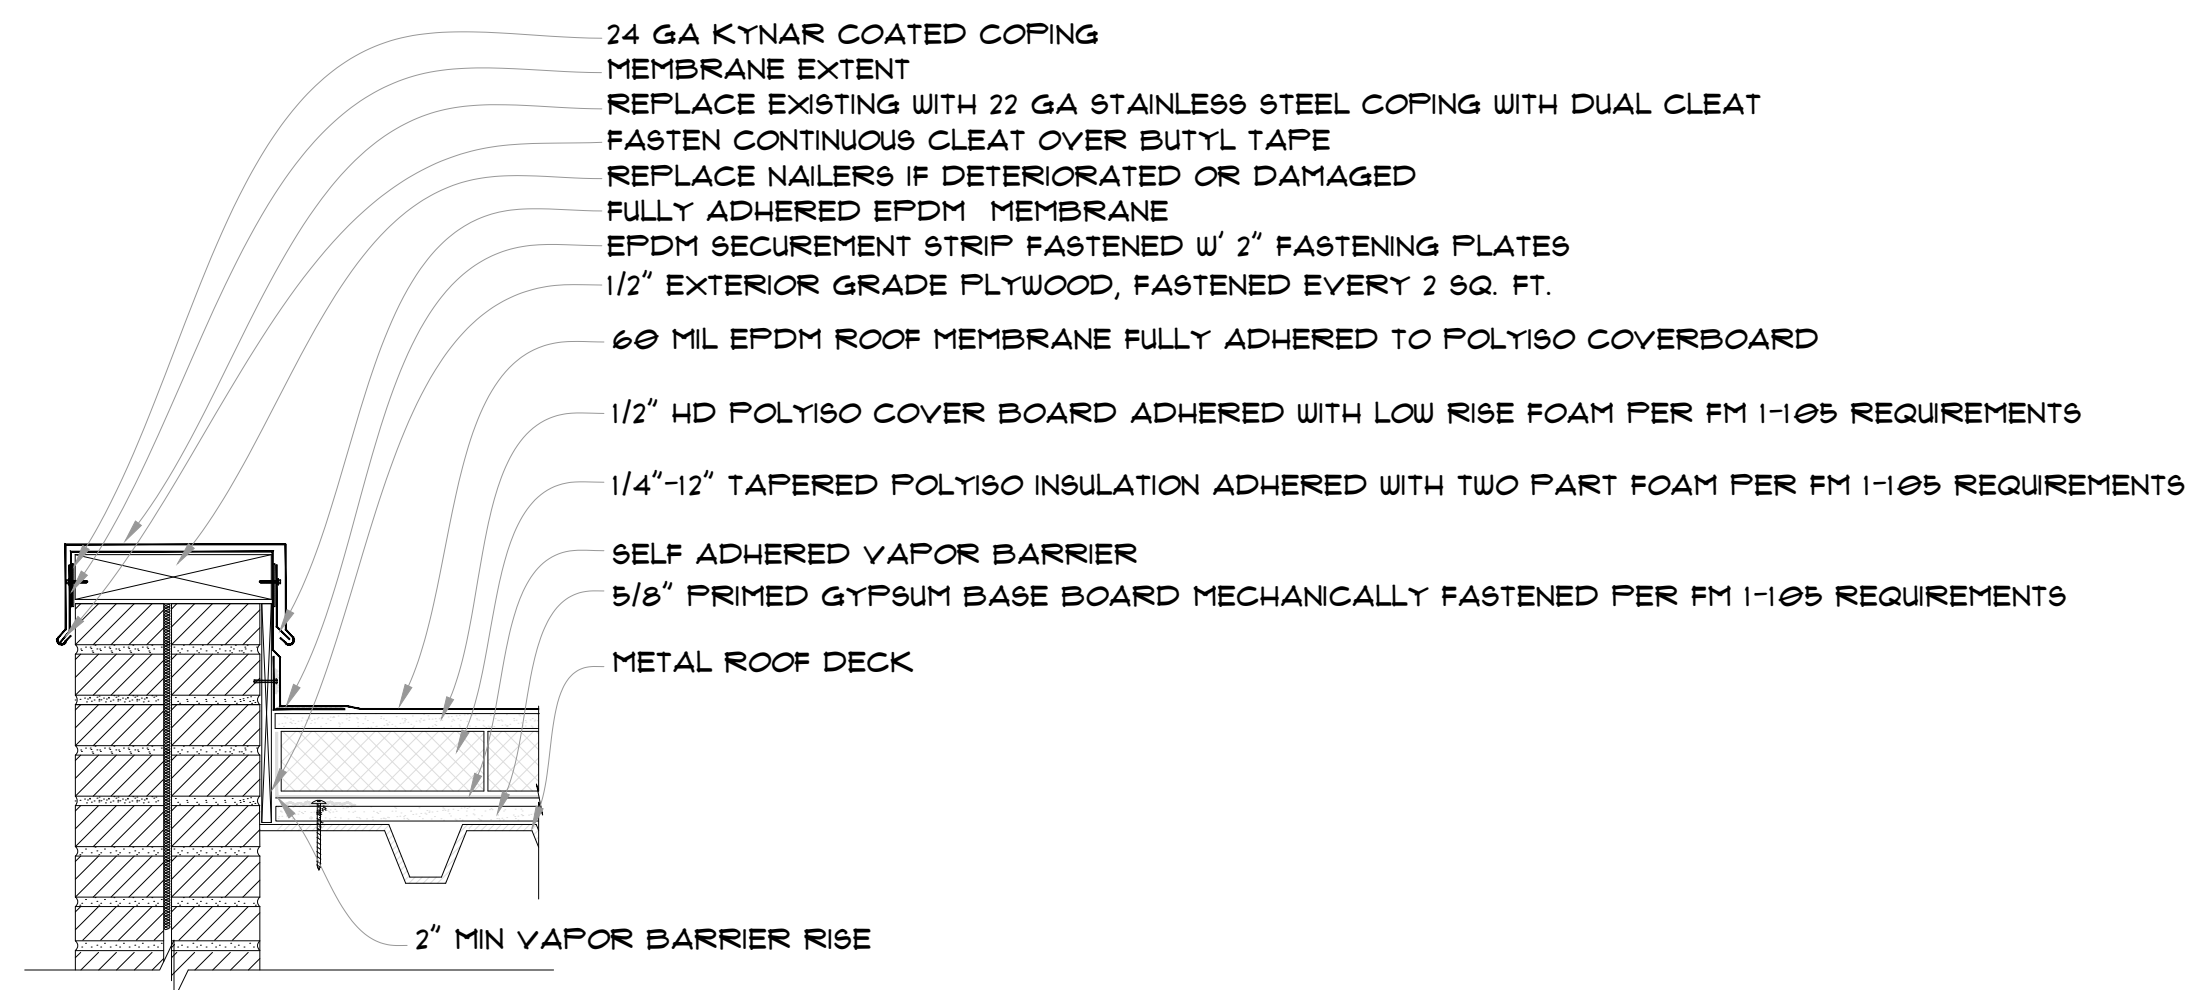 24 GA KYNAR COATED COPING
MEMBRANE EXTENT
REPLACE EXISTING WITH 22 GA STAINLESS STEEL COPING WITH DUAL CLEAT
FASTEN CONTINUOUS CLEAT OVER BUTYL TAPE
REPLACE NAILERS IF DETERIORATED OR DAMAGED
FULLY ADHERED EPDM MEMBRANE
EPDM SECUREMENT STRIP FASTENED W' 2" FASTENING PLATES
1/2" EXTERIOR GRADE PLYWOOD, FASTENED EVERY 2 SQ. FT.
60 MIL EPDM ROOF MEMBRANE FULLY ADHERED TO POLYISO COVERBOARD
1/2" HD POLYISO COVER BOARD ADHERED WITH LOW RISE FOAM PER FM 1-105 REQUIREMENTS
1/4"-12" TAPERED POLYISO INSULATION ADHERED WITH TWO PART FOAM PER FM 1-105 REQUIREMENTS
SELF ADHERED VAPOR BARRIER
5/8" PRIMED GYPSUM BASE BOARD MECHANICALLY FASTENED PER FM 1-105 REQUIREMENTS
METAL ROOF DECK
2" MIN VAPOR BARRIER RISE